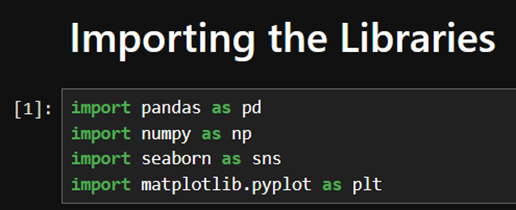 Importing the Libraries
[1]: import pandas as pd
import numpy as np
import seaborn as sns
import matplotlib.pyplot as plt